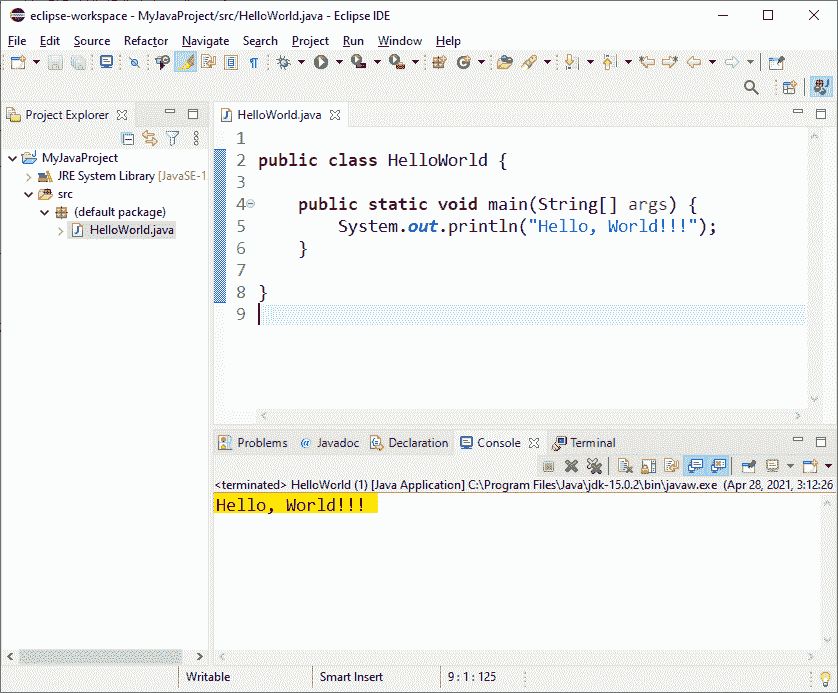 eclipse-workspace - MyJavaProject/src/HelloWorld.java - Eclipse IDE
File Edit Source Refactor Navigate Search Project Run Window Help
Project Explorer
MyJavaProject
JRE System Library [JavaSE-1
src
(default package)
HelloWorld.java
HelloWorld.java
1
2 public class HelloWorld {
3
4 public static void main(String[] args) {
5 System.out.println("Hello, World!!!");
6 }
7
8 }
9
Problems @ Javadoc Declaration Console Terminal
<terminated> HelloWorld (1) [Java Application] C:\Program Files\Java\jdk-15.0.2\bin\javaw.exe (Apr 28, 2021, 3:12:26
Hello, World!!!
Writable Smart Insert 9 : 1 : 125